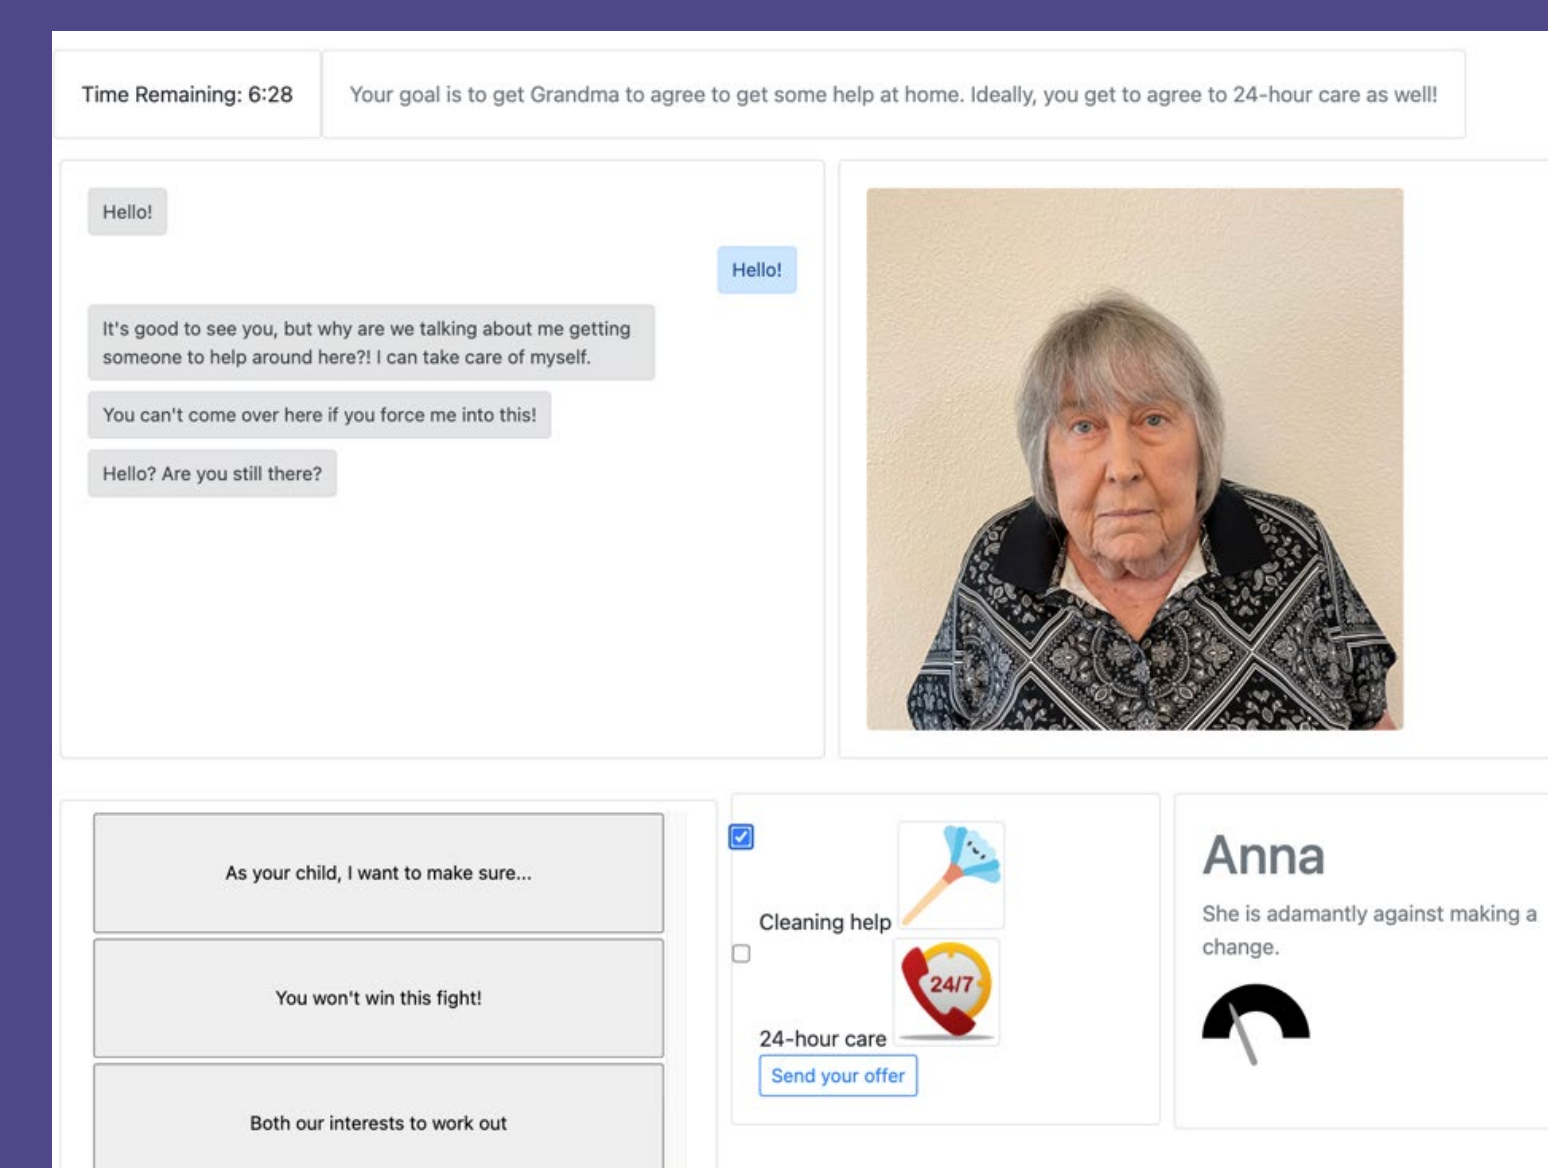 Time Remaining: 6:28
Your goal is to get Grandma to agree to get some help at home. Ideally, you get to agree to 24-hour care as well!
Hello!
Hello!
It's good to see you, but why are we talking about me getting
someone to help around here?! I can take care of myself.
You can't come over here if you force me into this!
Hello? Are you still there?
As your child, I want to make sure...
You won't win this fight!
Both our interests to work out
Cleaning help
24/7
24-hour care
Send your offer
Anna
She is adamantly against making a
change.